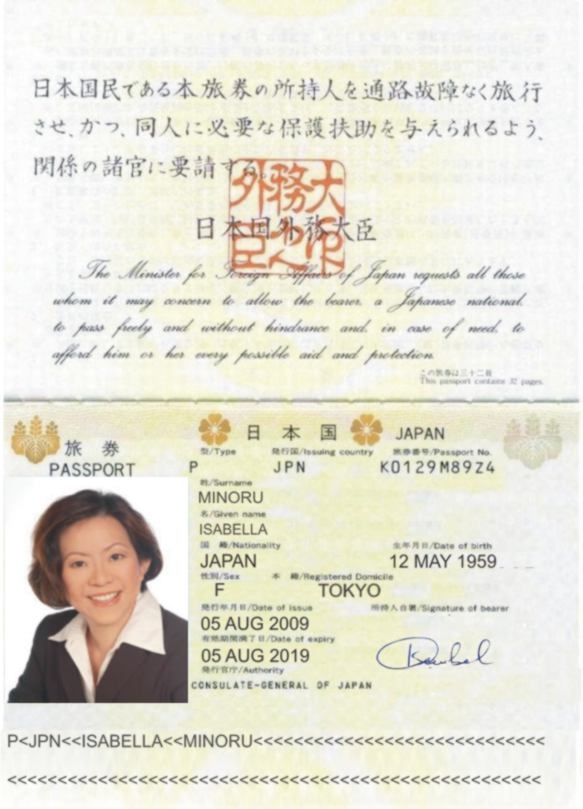 日本国民である本旅券の所持人を通路故障なく旅行
させ、かつ、同人に必要な保護扶助を与えられるよう、
関係の諸官に要請する。
外務大臣
日本国外務大臣
The Minister for Foreign Affairs of Japan requests all those
whom it may concern to allow the bearer, a Japanese national,
to pass freely and without hindrance and, in case of need, to
afford him or her every possible aid and protection.
この旅券は三十二頁
This passport contains 32 pages.
旅券 日本国 JAPAN
PASSPORT
型/Type 発行国/Issuing country 旅券番号/Passport No.
P JPN K0129M89Z4
姓/Surname
MINORU
名/Given name
ISABELLA
国籍/Nationality 生年月日/Date of birth
JAPAN 12 MAY 1959
性別/Sex 本籍/Registered Domicile
F TOKYO
発行年月日/Date of issue 所持人自署/Signature of bearer
05 AUG 2009
有効期間満了日/Date of expiry
05 AUG 2019
発行官庁/Authority
CONSULATE-GENERAL OF JAPAN
P<JPN<<ISABELLA<<MINORU<<<<<<<<<<<<<<<<<<<<<<<<<<<<<
<<<<<<<<<<<<<<<<<<<<<<<<<<<<<<<<<<<<<<<<<<<<<<<<<<<<<